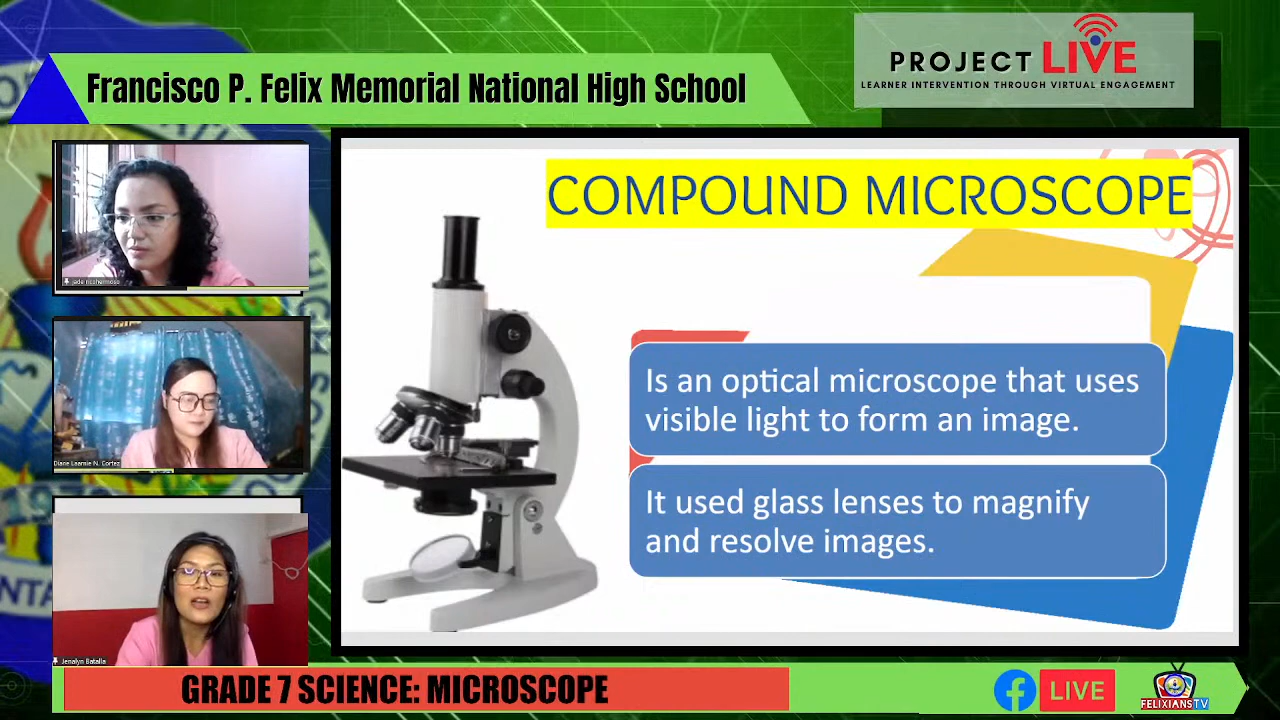 PROJECT LIVE
LEARNER INTERVENTION THROUGH VIRTUAL ENGAGEMENT
Francisco P. Felix Memorial National High School
COMPOUND MICROSCOPE
Is an optical microscope that uses
visible light to form an image.
It used glass lenses to magnify
and resolve images.
Diane Laarnie N. Cortez
Jenalyn Batalla
GRADE 7 SCIENCE: MICROSCOPE
LIVE
FELIXIANSTV